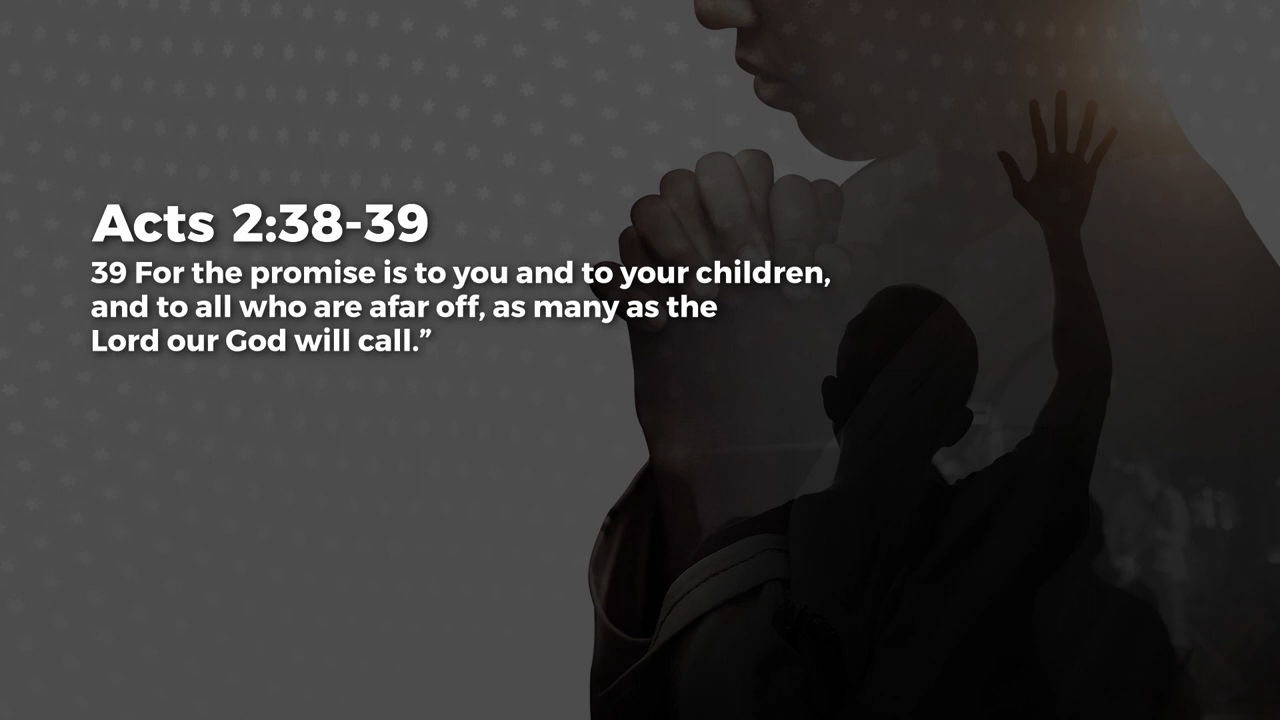 Acts 2:38-39
39 For the promise is to you and to your children,
and to all who are afar off, as many as the
Lord our God will call.”